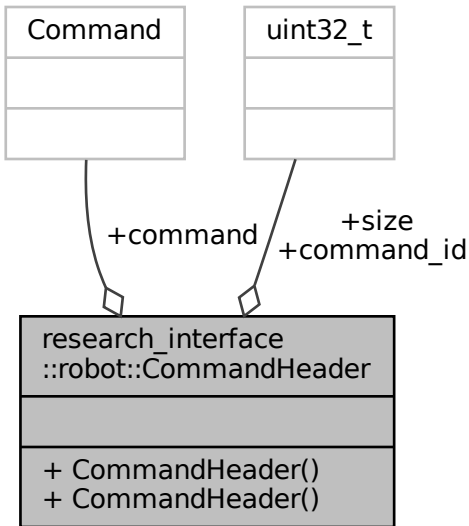 Command
uint32_t
+command
+size
+command_id
research_interface
::robot::CommandHeader
+ CommandHeader()
+ CommandHeader()